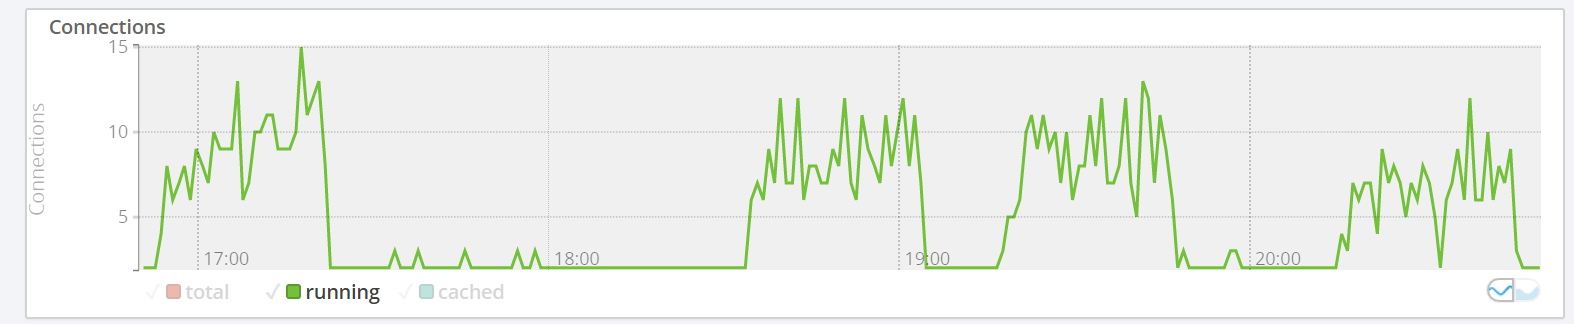 Connections
15
10
5
Connections
17:00 18:00 19:00 20:00
total running cached